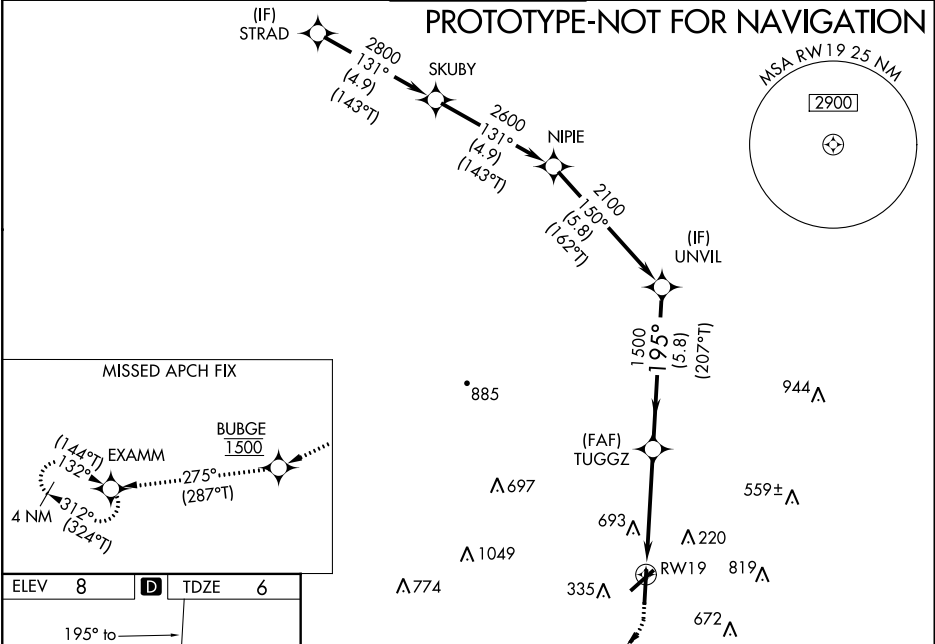 PROTOTYPE-NOT FOR NAVIGATION
(IF)
STRAD
2800
131°
(4.9)
(143°T)
SKUBY
2600
131°
(4.9)
(143°T)
NIPIE
2100
150°
(5.8)
(162°T)
(IF)
UNVIL
MSA RW19 25 NM
2900
1500
195°
(5.8)
(207°T)
885
944
(FAF)
TUGGZ
697
559±
693
220
1049
RW19
819
774
335
672
MISSED APCH FIX
BUBGE
1500
EXAMM
(144°T)
132°
275°
(287°T)
4 NM
312°
(324°T)
ELEV 8 D TDZE 6
195° to